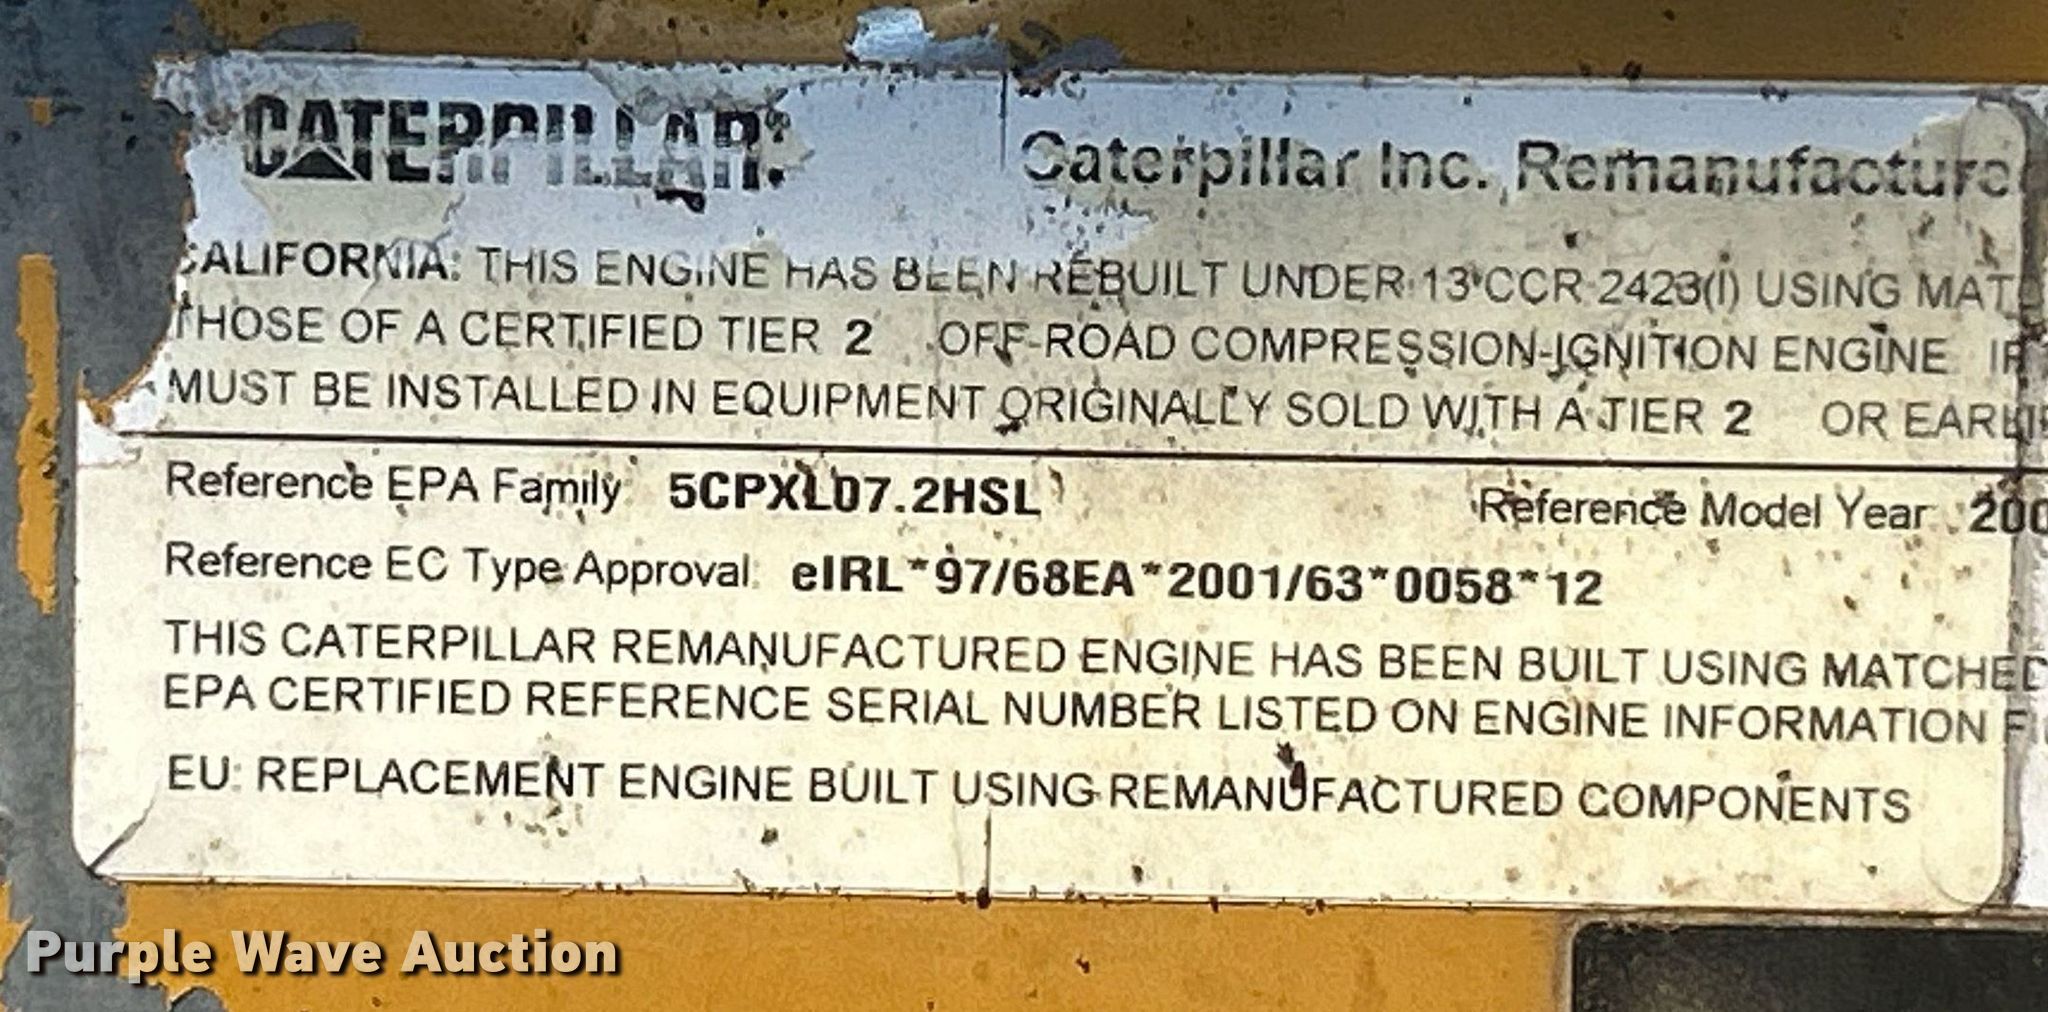 CATERPILLAR
Caterpillar Inc. Remanufacture
CALIFORNIA: THIS ENGINE HAS BEEN REBUILT UNDER 13 CCR 2423(l) USING MAT
THOSE OF A CERTIFIED TIER 2 OFF-ROAD COMPRESSION-IGNITION ENGINE IF
MUST BE INSTALLED IN EQUIPMENT ORIGINALLY SOLD WITH A TIER 2 OR EARLIE
Reference EPA Family: 5CPXL07.2HSL
Reference Model Year 200
Reference EC Type Approval: eIRL*97/68EA*2001/63*0058*12
THIS CATERPILLAR REMANUFACTURED ENGINE HAS BEEN BUILT USING MATCHED
EPA CERTIFIED REFERENCE SERIAL NUMBER LISTED ON ENGINE INFORMATION
EU: REPLACEMENT ENGINE BUILT USING REMANUFACTURED COMPONENTS
Purple Wave Auction